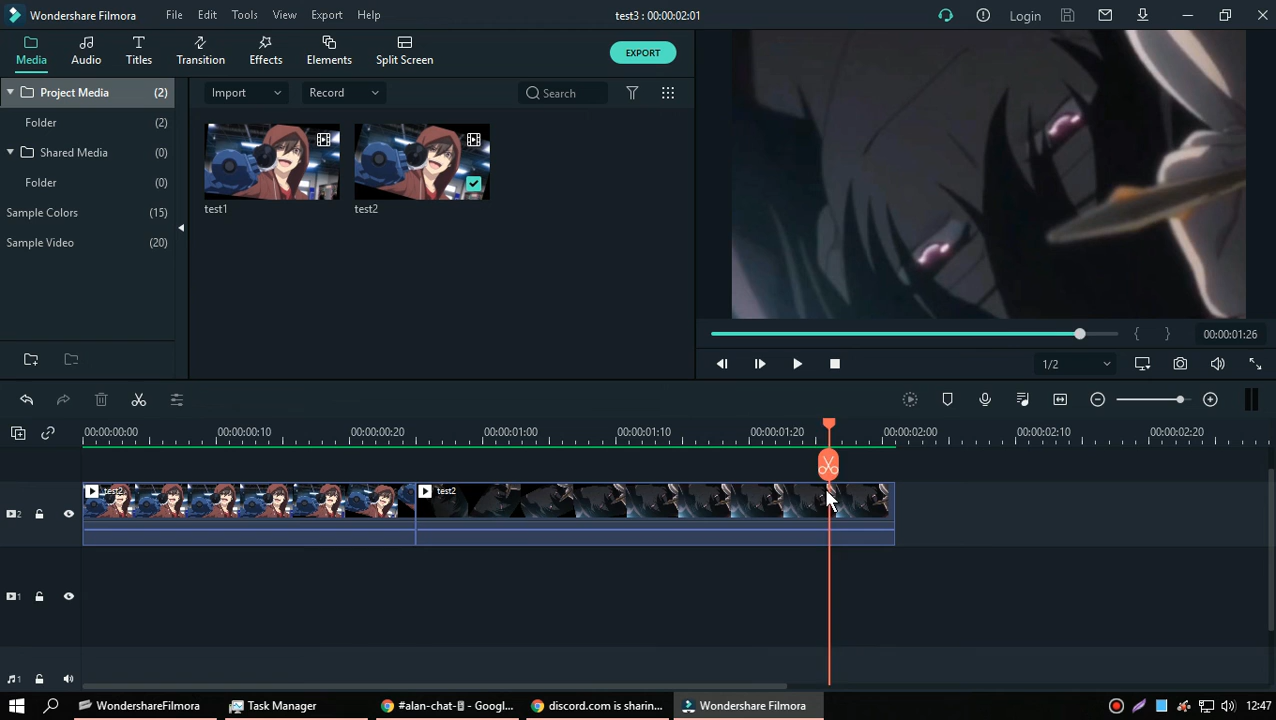 Wondershare Filmora File Edit Tools View Export Help test3 : 00:00:02:01 Login
Media Audio Titles Transition Effects Elements Split Screen EXPORT
Project Media (2)
Folder (2)
Shared Media (0)
Folder (0)
Sample Colors (15)
Sample Video (20)
Import Record Search
test1 test2
00:00:01:26
1/2
00:00:00:00 00:00:00:10 00:00:00:20 00:00:01:00 00:00:01:10 00:00:01:20 00:00:02:00 00:00:02:10 00:00:02:20
test2 test2
2
1
1
WondershareFilmora Task Manager #alah-chat- - Googl... discord.com is sharin... Wondershare Filmora 12:47